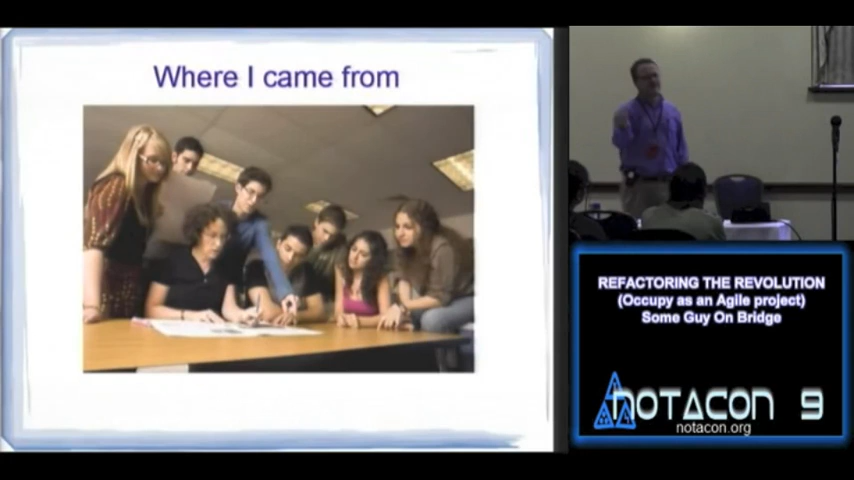 Where I came from
REFACTORING THE REVOLUTION
(Occupy as an Agile project)
Some Guy On Bridge
NOTACON 9
notacon.org